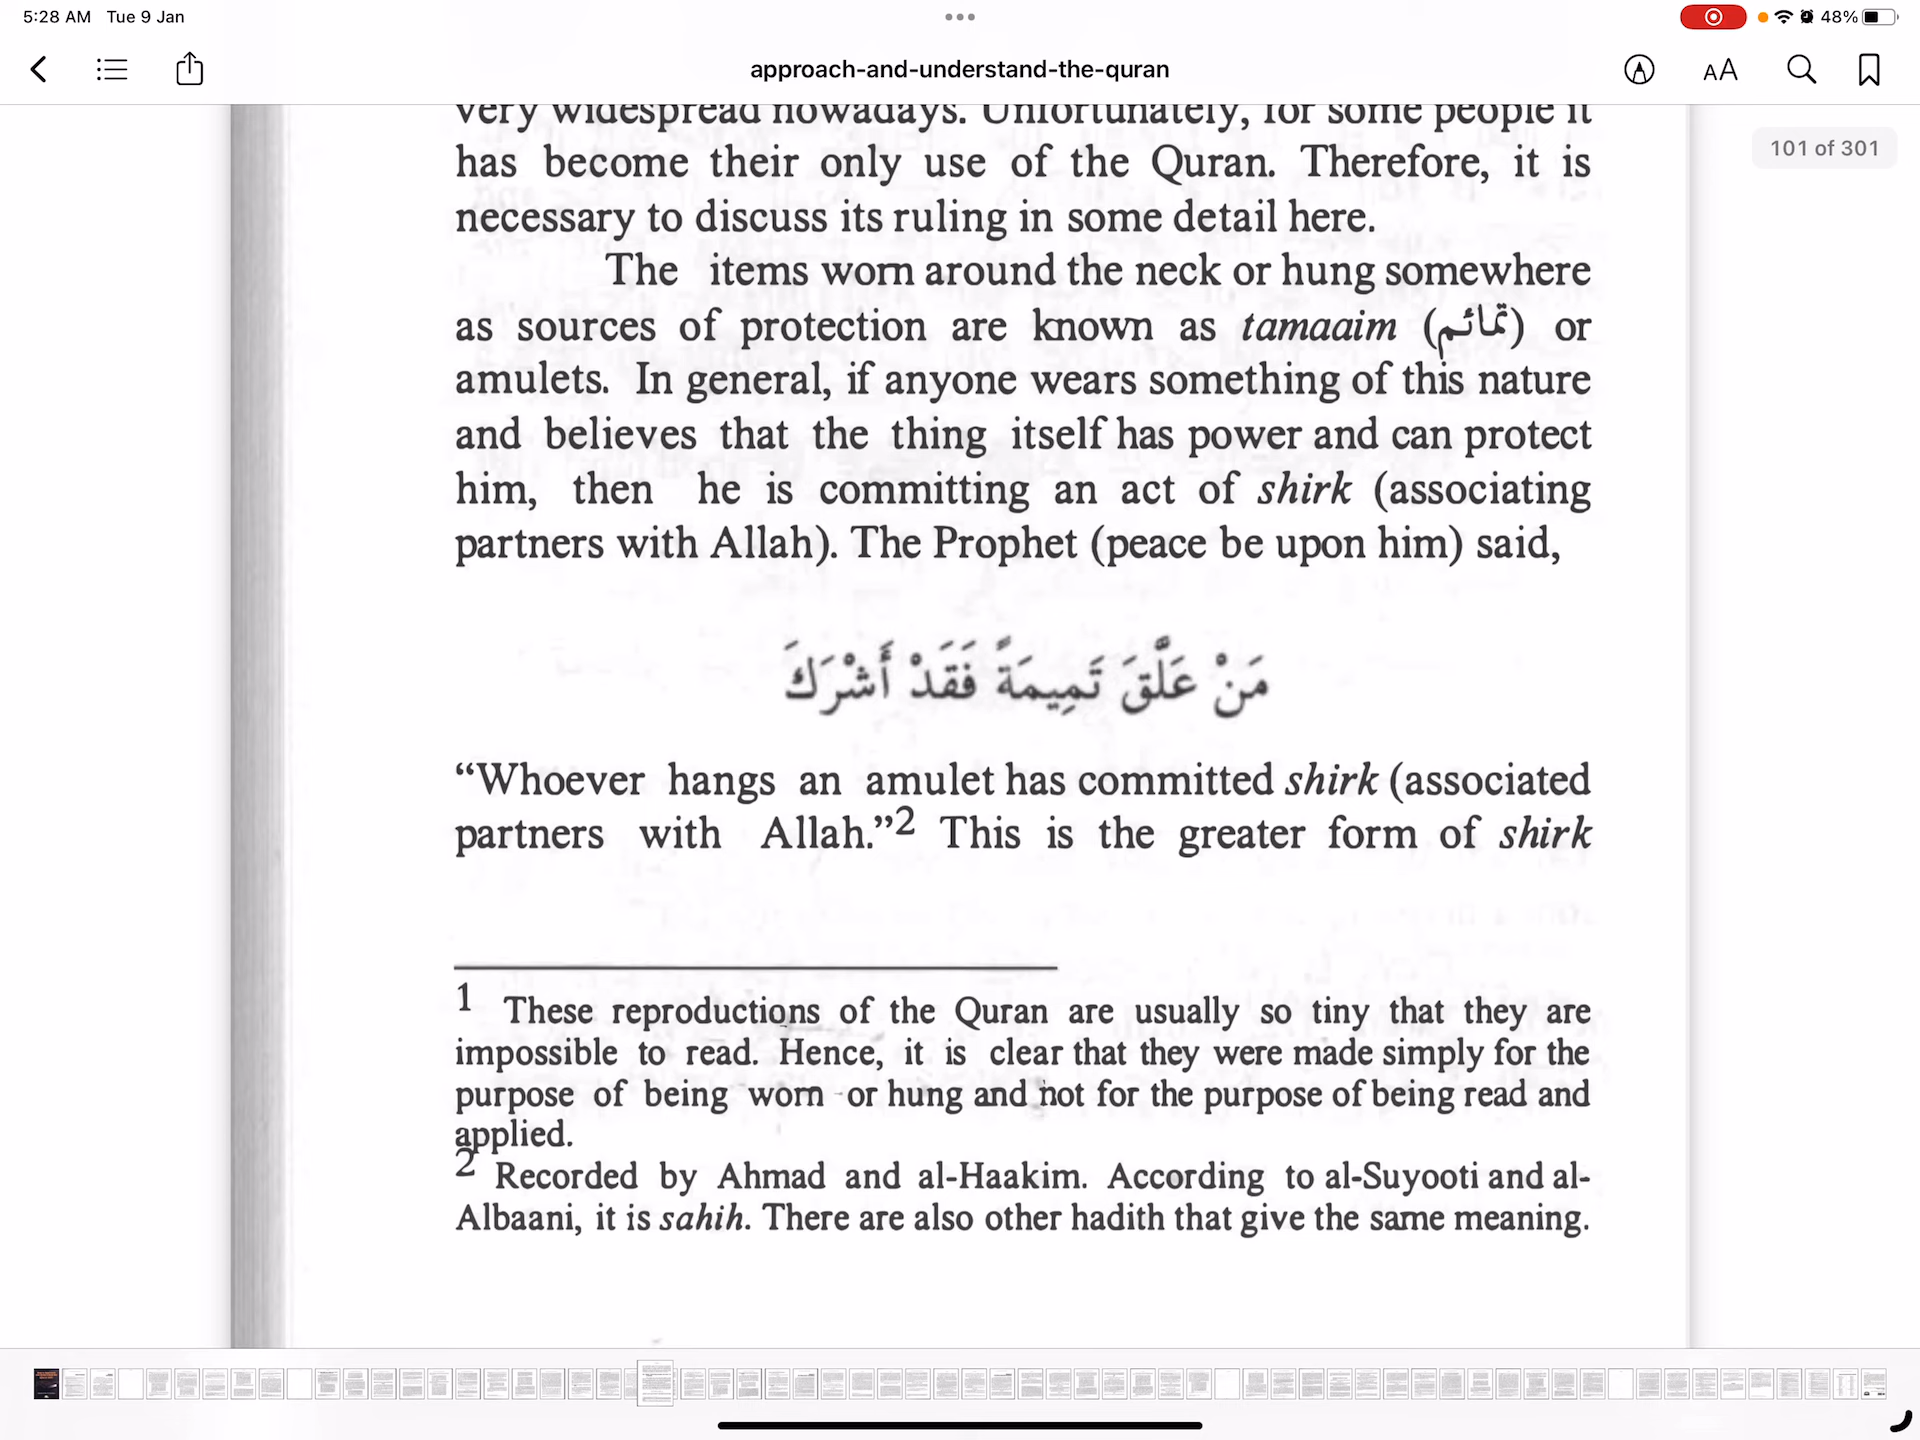 5:28 AM Tue 9 Jan
48%
approach-and-understand-the-quran
AA
101 of 301
very widespread nowadays. Unfortunately, for some people it
has become their only use of the Quran. Therefore, it is
necessary to discuss its ruling in some detail here.
The items worn around the neck or hung somewhere
as sources of protection are known as tamaaim (تمائم) or
amulets. In general, if anyone wears something of this nature
and believes that the thing itself has power and can protect
him, then he is committing an act of shirk (associating
partners with Allah). The Prophet (peace be upon him) said,
مَنْ عَلَّقَ تَمِيمَةً فَقَدْ أَشْرَكَ
“Whoever hangs an amulet has committed shirk (associated
partners with Allah.”2 This is the greater form of shirk
1 These reproductions of the Quran are usually so tiny that they are
impossible to read. Hence, it is clear that they were made simply for the
purpose of being worn or hung and not for the purpose of being read and
applied.
2 Recorded by Ahmad and al-Haakim. According to al-Suyooti and al-
Albaani, it is sahih. There are also other hadith that give the same meaning.